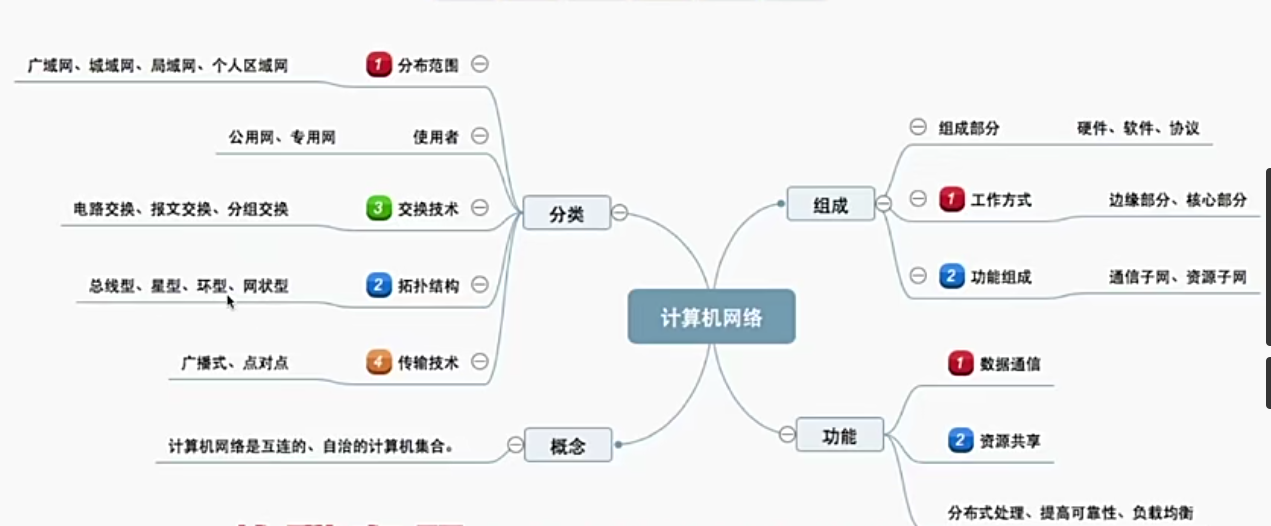 计算机网络
分类
1 分布范围
广域网、城域网、局域网、个人区域网
使用者
公用网、专用网
3 交换技术
电路交换、报文交换、分组交换
2 拓扑结构
总线型、星型、环型、网状型
4 传输技术
广播式、点对点
概念
计算机网络是互连的、自治的计算机集合。
组成
组成部分
硬件、软件、协议
1 工作方式
边缘部分、核心部分
2 功能组成
通信子网、资源子网
功能
1 数据通信
2 资源共享
分布式处理、提高可靠性、负载均衡